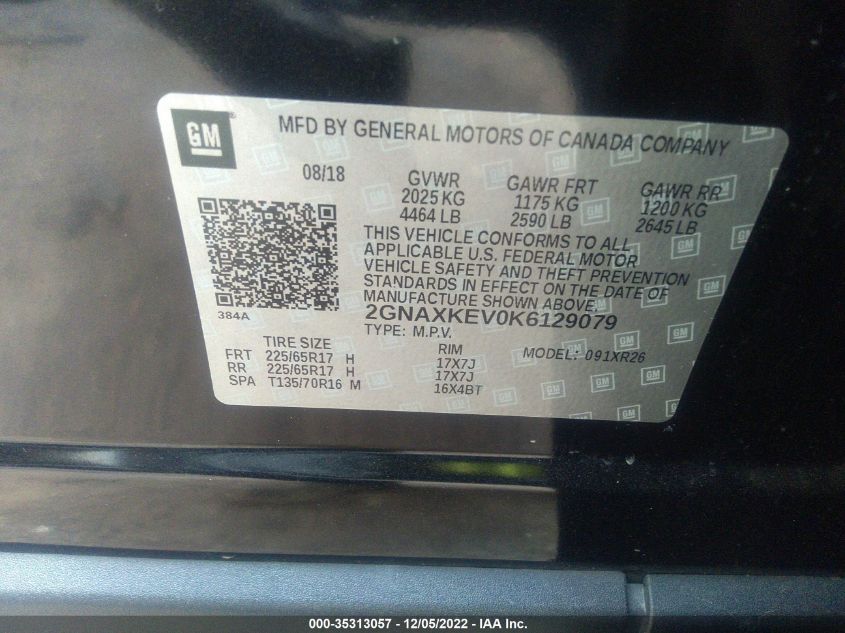 GM
MFD BY GENERAL MOTORS OF CANADA COMPANY
08/18 GVWR GAWR FRT GAWR RR
2025 KG 1175 KG 1200 KG
4464 LB 2590 LB 2645 LB
THIS VEHICLE CONFORMS TO ALL
APPLICABLE U.S. FEDERAL MOTOR
VEHICLE SAFETY AND THEFT PREVENTION
STANDARDS IN EFFECT ON THE DATE OF
MANUFACTURE SHOWN ABOVE.
384A
2GNAXKEV0K6129079
TYPE: M.P.V.
MODEL: 091XR26
TIRE SIZE RIM
FRT 225/65R17 H 17X7J
RR 225/65R17 H 17X7J
SPA T135/70R16 M 16X4BT
000-35313057 - 12/05/2022 - IAA Inc.